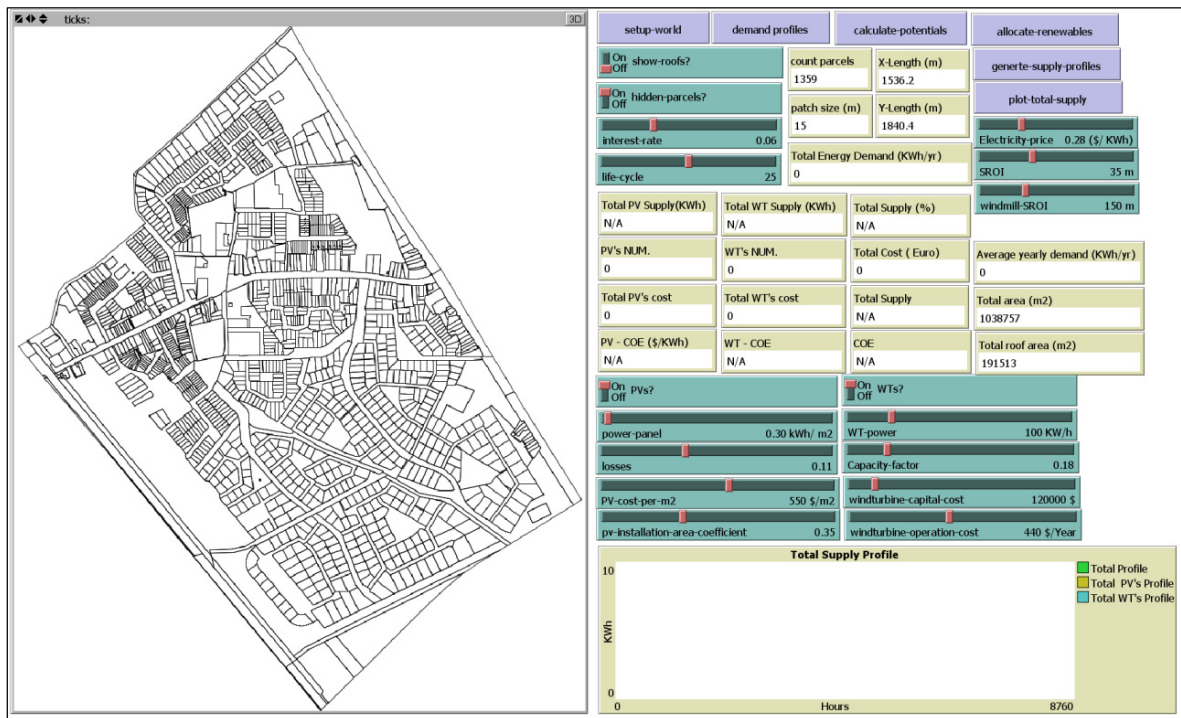 ticks:
3D
setup-world
demand profiles
calculate-potentials
allocate-renewables
On
Off
show-roofs?
count parcels
1359
X-Length (m)
1536.2
generte-supply-profiles
On
Off
hidden-parcels?
patch size (m)
15
Y-Length (m)
1840.4
plot-total-supply
interest-rate 0.06
Electricity-price 0.28 ($/ KWh)
life-cycle 25
Total Energy Demand (KWh/yr)
0
SROI 35 m
windmill-SROI 150 m
Total PV Supply(KWh)
N/A
Total WT Supply (KWh)
N/A
Total Supply (%)
N/A
PV's NUM.
0
WT's NUM.
0
Total Cost ( Euro)
0
Average yearly demand (KWh/yr)
0
Total PV's cost
0
Total WT's cost
0
Total Supply
N/A
Total area (m2)
1038757
PV - COE ($/KWh)
N/A
WT - COE
N/A
COE
N/A
Total roof area (m2)
191513
On
Off
PVs?
On
Off
WTs?
power-panel 0.30 kWh/ m2
WT-power 100 KW/h
losses 0.11
Capacity-factor 0.18
PV-cost-per-m2 550 $/m2
windturbine-capital-cost 120000 $
pv-installation-area-coefficient 0.35
windturbine-operation-cost 440 $/Year
Total Supply Profile
10
KWh
0
0
Hours
8760
Total Profile
Total PV's Profile
Total WT's Profile